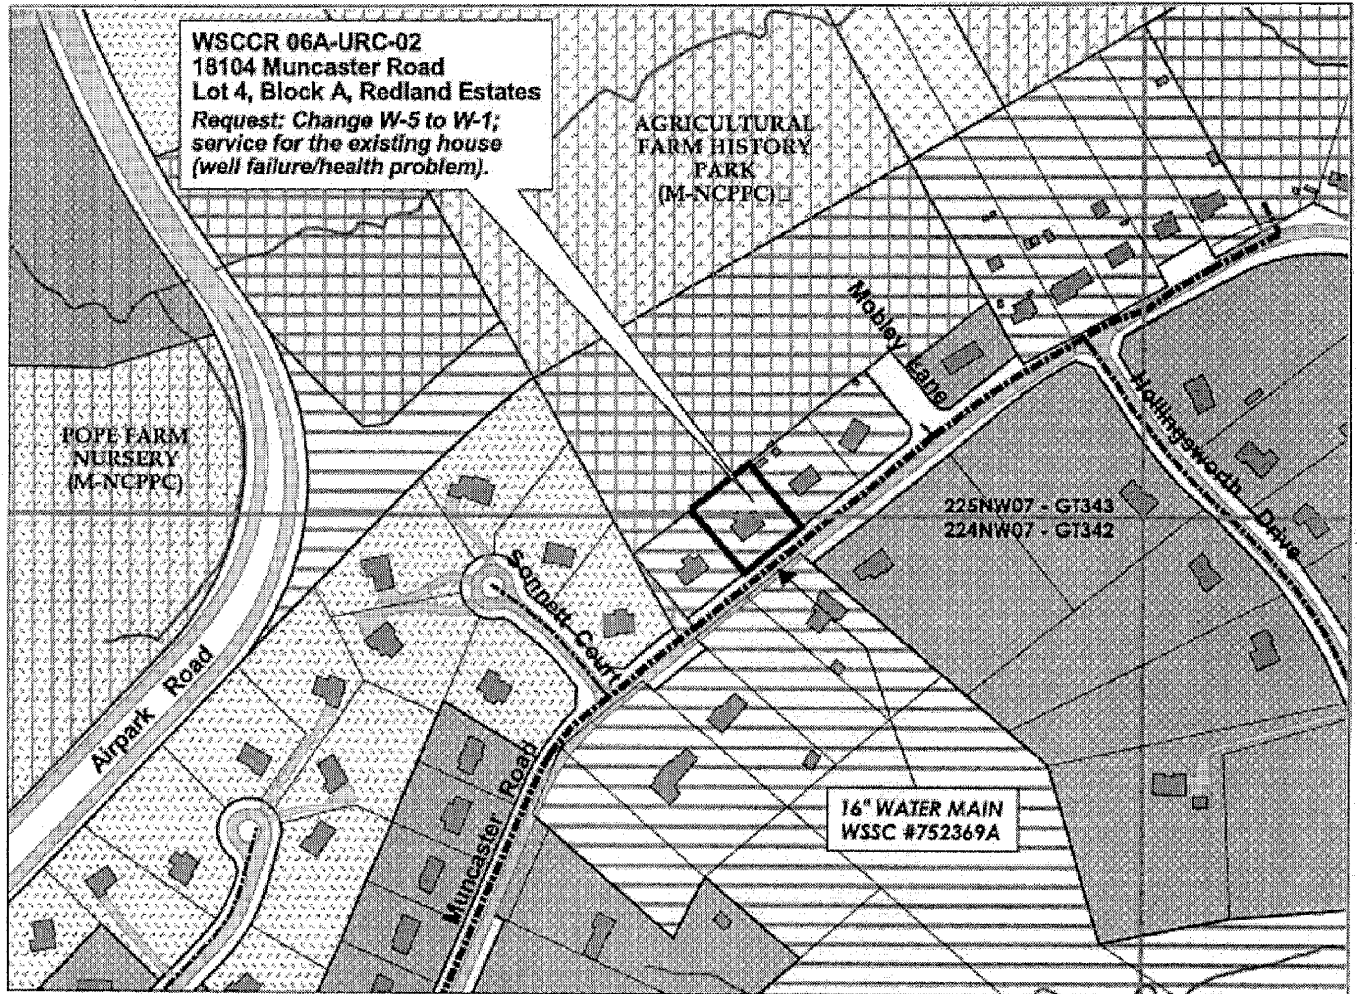 WSCCR 06A-URC-02
18104 Muncaster Road
Lot 4, Block A, Redland Estates
Request: Change W-5 to W-1;
service for the existing house
(well failure/health problem).
AGRICULTURAL
FARM HISTORY
PARK
(M-NCPPC)
Mobley Lane
POPE FARM
NURSERY
(M-NCPPC)
Hollingsworth Drive
225NW07 - GT343
224NW07 - GT342
Sonnett Court
Airpark Road
Muncaster Road
16" WATER MAIN
WSSC #752369A